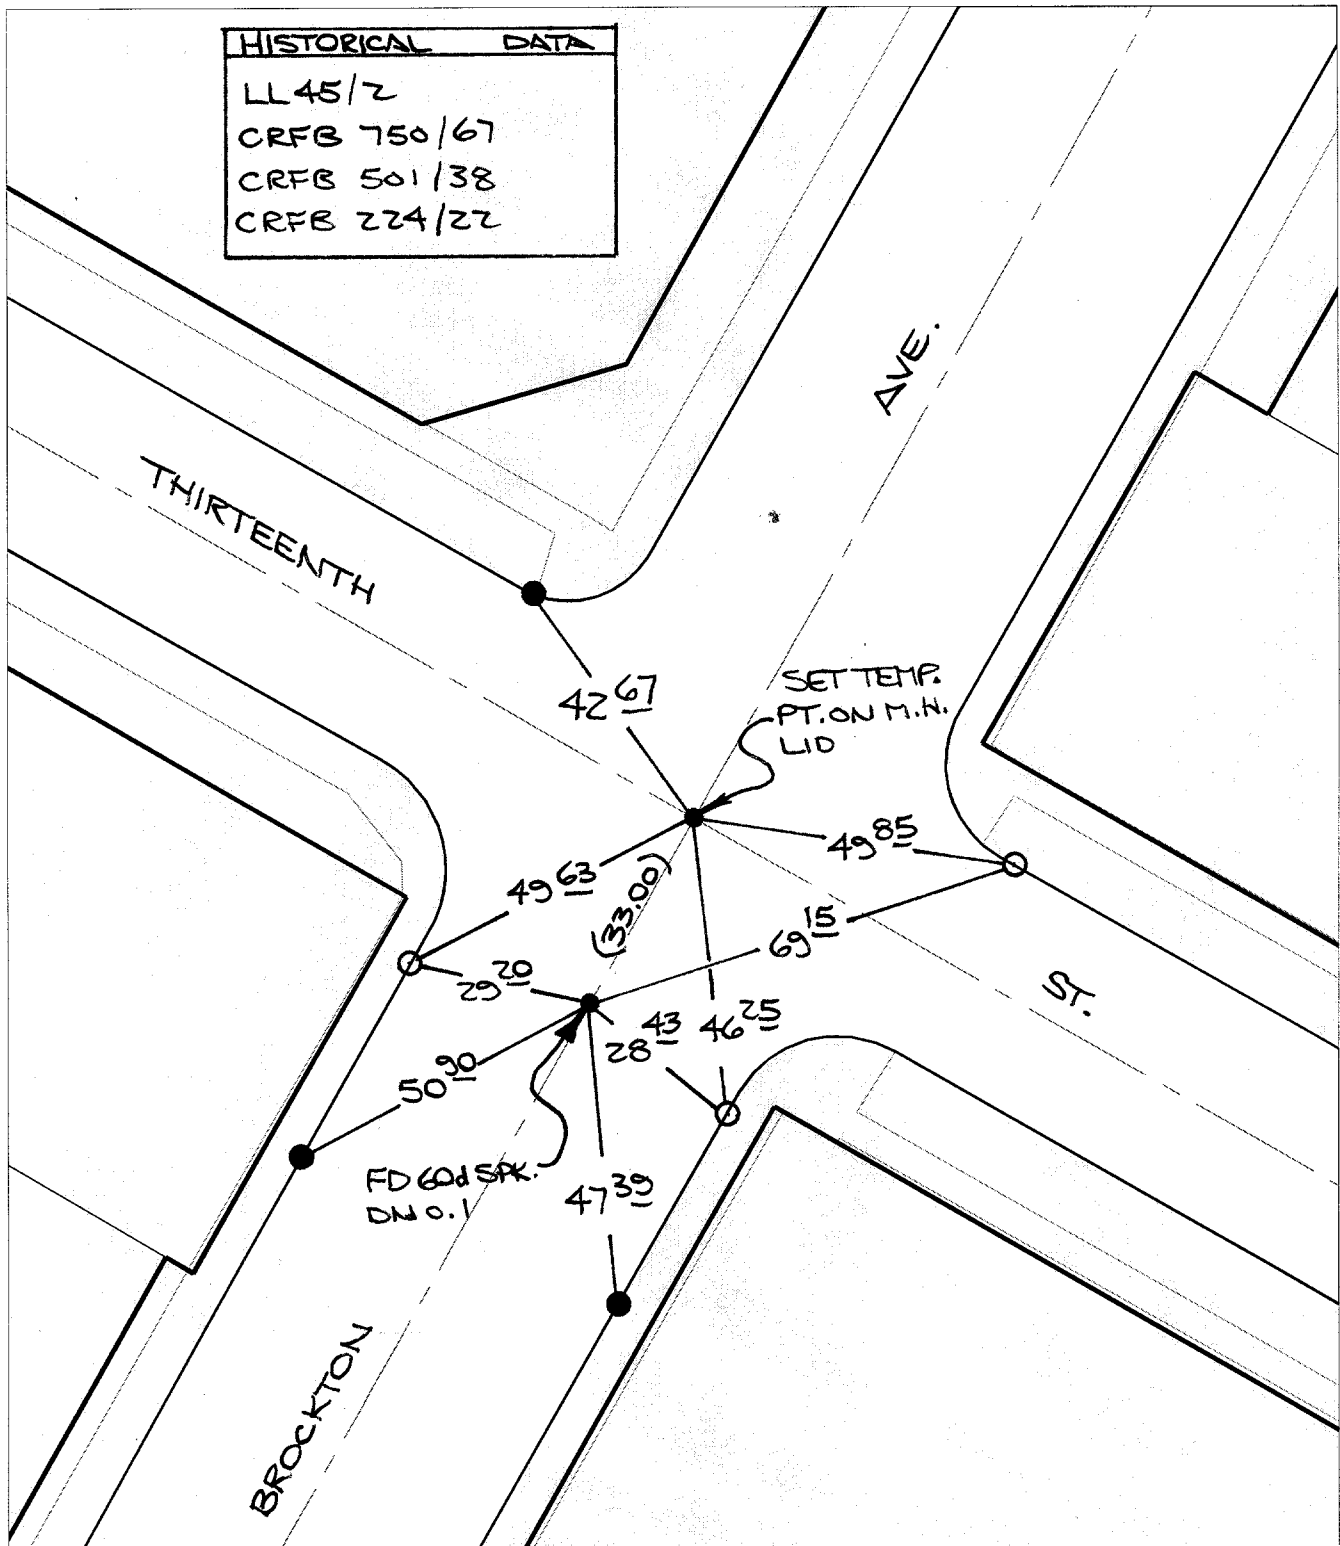 HISTORICAL DATA
LL 45/2
CRFB 750/67
CRFB 501/38
CRFB 224/22
AVE.
THIRTEENTH
42 67
SET TEMP.
PT. ON M.H.
LID
49 85
49 63
(33.00)
69 15
29 20
ST.
28 43
46 25
50 90
FD 60d SPK.
DN 0.1
47 39
BROCKTON